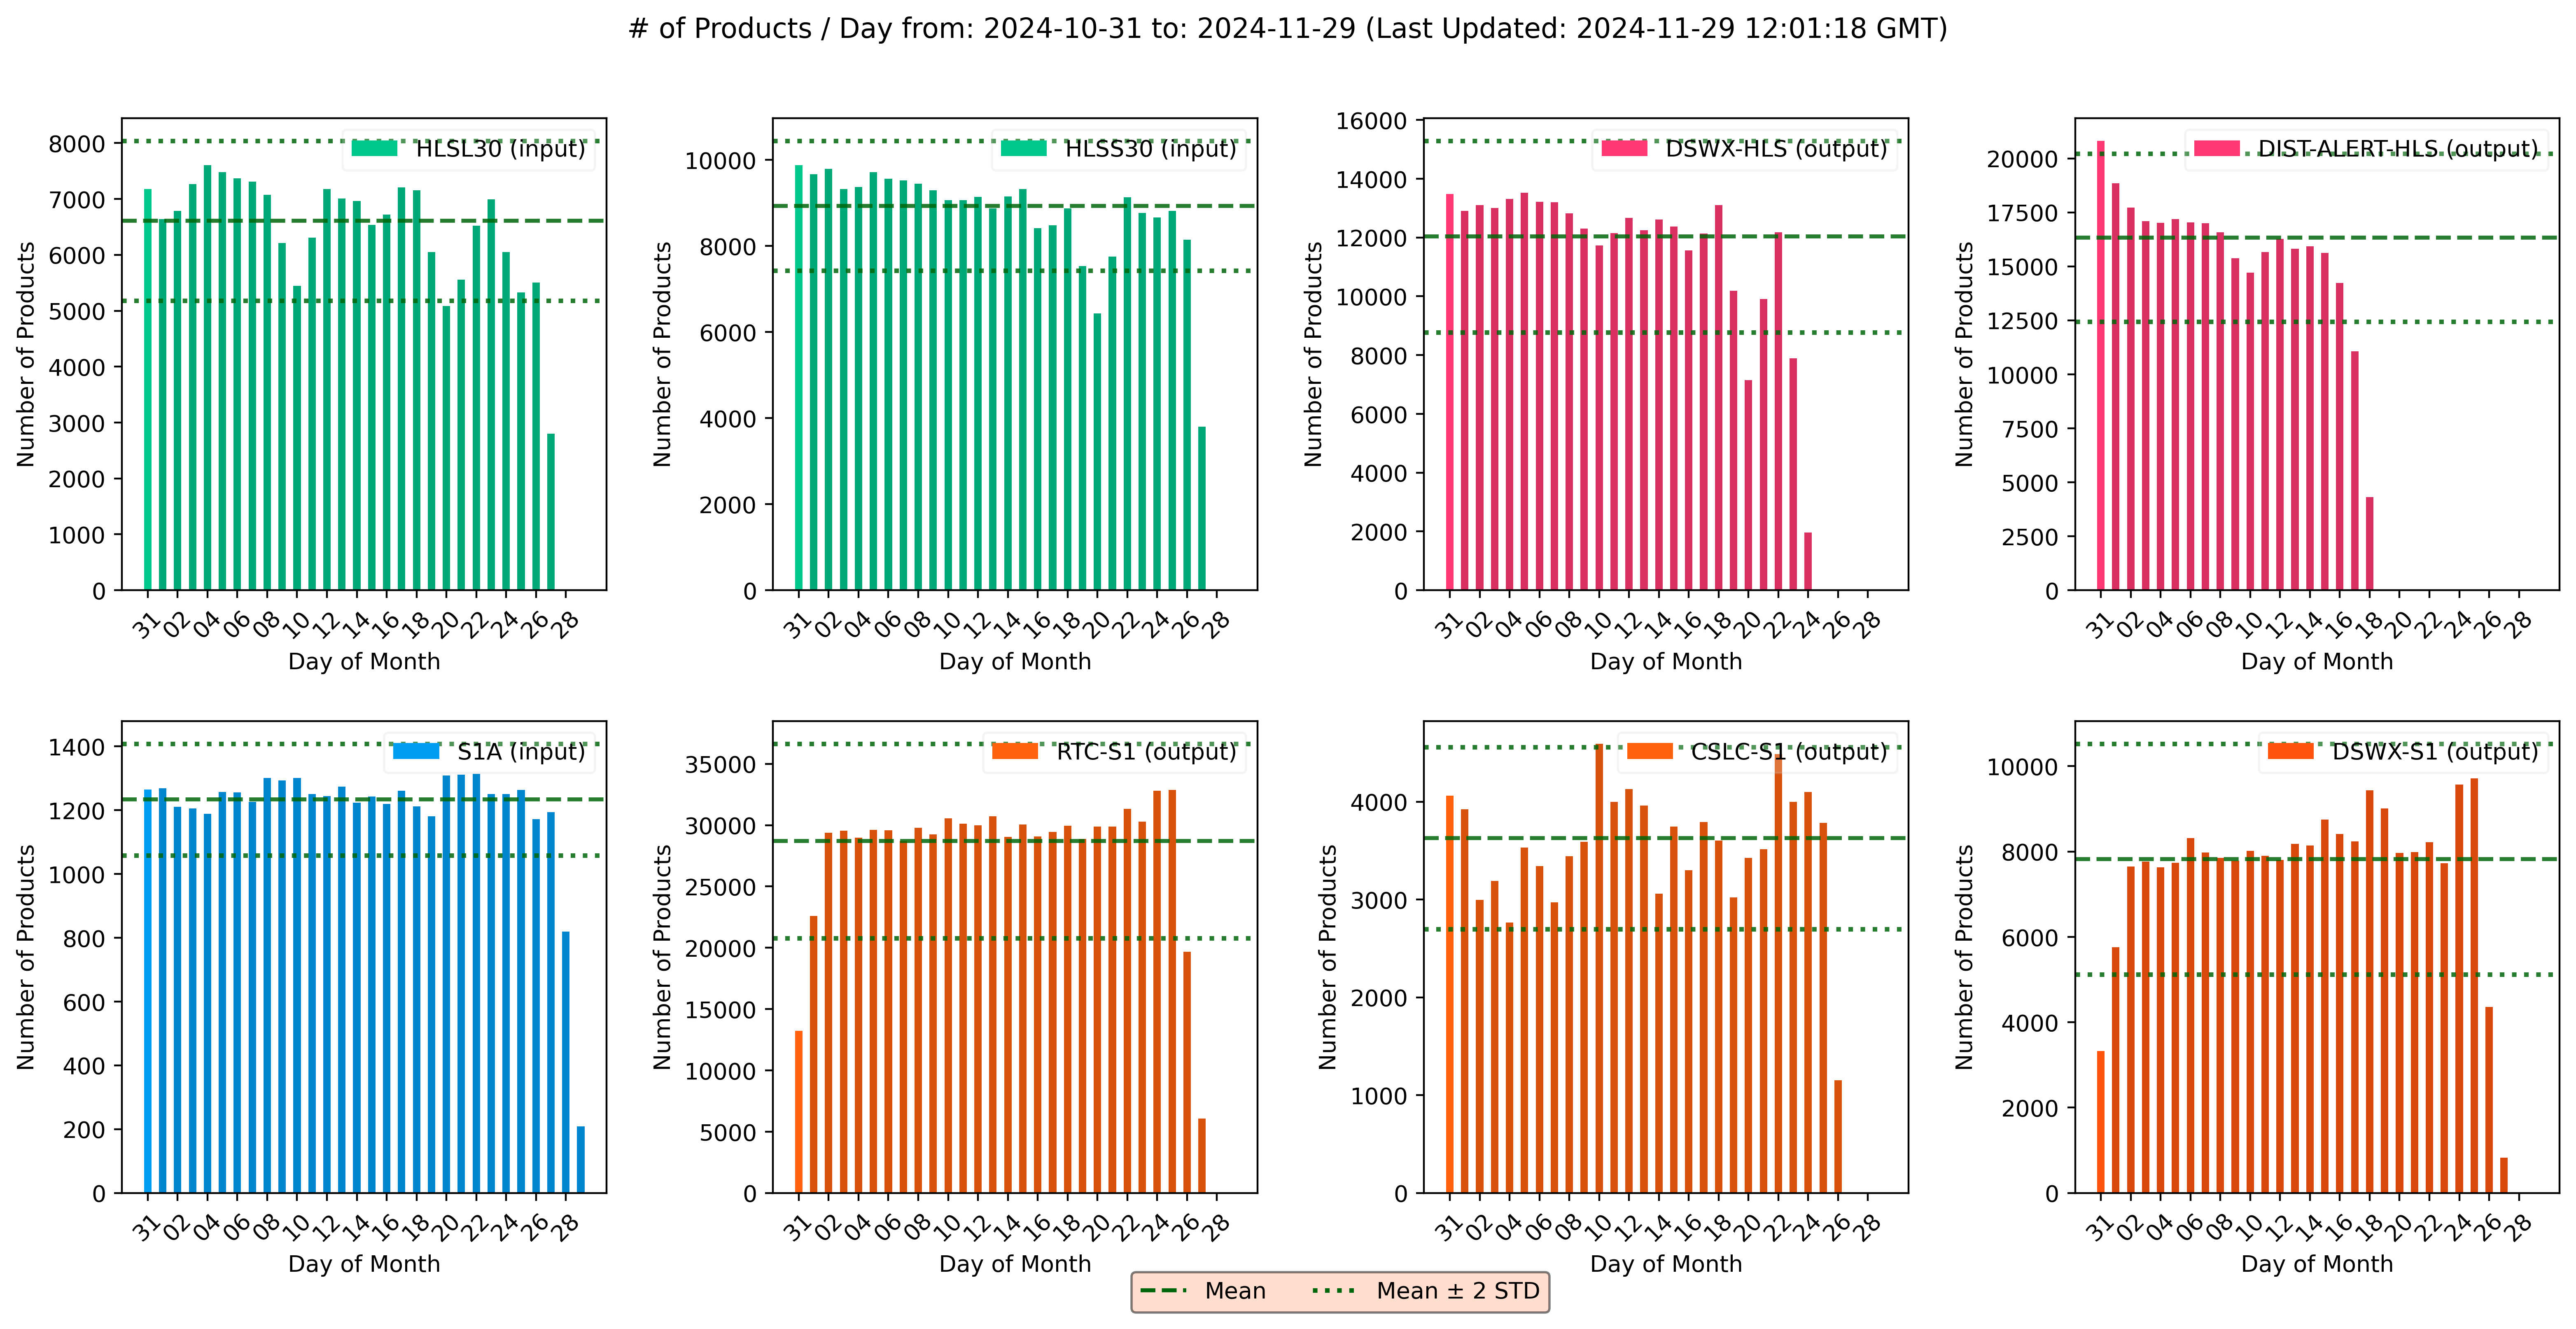 # of Products / Day from: 2024-10-31 to: 2024-11-29 (Last Updated: 2024-11-29 12:01:18 GMT)
HLSL30 (input)
Number of Products
8000
7000
6000
5000
4000
3000
2000
1000
0
31 02 04 06 08 10 12 14 16 18 20 22 24 26 28
Day of Month
HLSS30 (input)
Number of Products
10000
8000
6000
4000
2000
0
31 02 04 06 08 10 12 14 16 18 20 22 24 26 28
Day of Month
DSWX-HLS (output)
Number of Products
16000
14000
12000
10000
8000
6000
4000
2000
0
31 02 04 06 08 10 12 14 16 18 20 22 24 26 28
Day of Month
DIST-ALERT-HLS (output)
Number of Products
20000
17500
15000
12500
10000
7500
5000
2500
0
31 02 04 06 08 10 12 14 16 18 20 22 24 26 28
Day of Month
S1A (input)
Number of Products
1400
1200
1000
800
600
400
200
0
31 02 04 06 08 10 12 14 16 18 20 22 24 26 28
Day of Month
RTC-S1 (output)
Number of Products
35000
30000
25000
20000
15000
10000
5000
0
31 02 04 06 08 10 12 14 16 18 20 22 24 26 28
Day of Month
CSLC-S1 (output)
Number of Products
4000
3000
2000
1000
0
31 02 04 06 08 10 12 14 16 18 20 22 24 26 28
Day of Month
DSWX-S1 (output)
Number of Products
10000
8000
6000
4000
2000
0
31 02 04 06 08 10 12 14 16 18 20 22 24 26 28
Day of Month
Mean Mean ± 2 STD